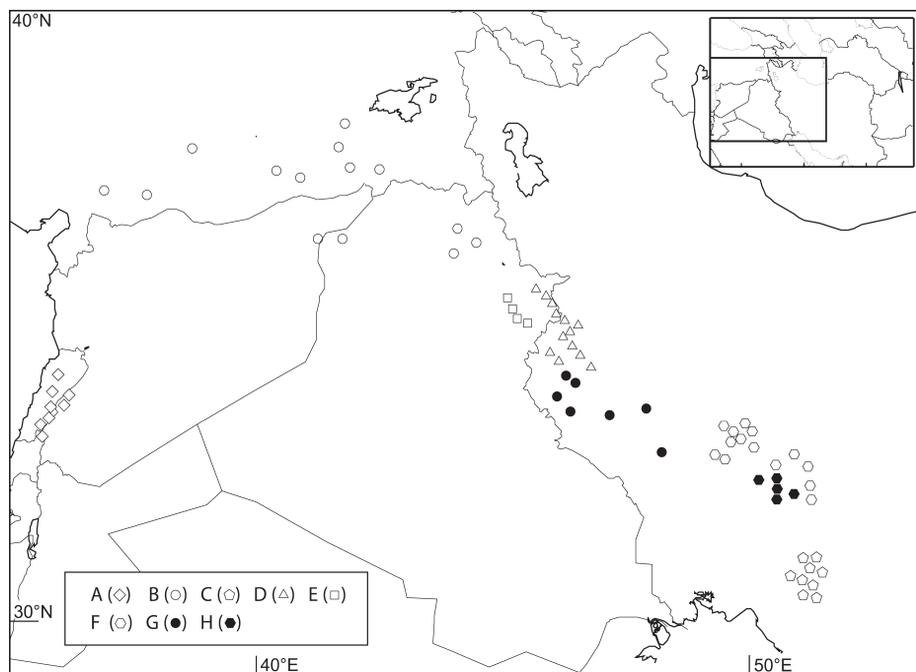 40°N
A (◇) B (○) C (⬠) D (△) E (□)
F (⬡) G (●) H (⬢)
30°N
40°E
50°E